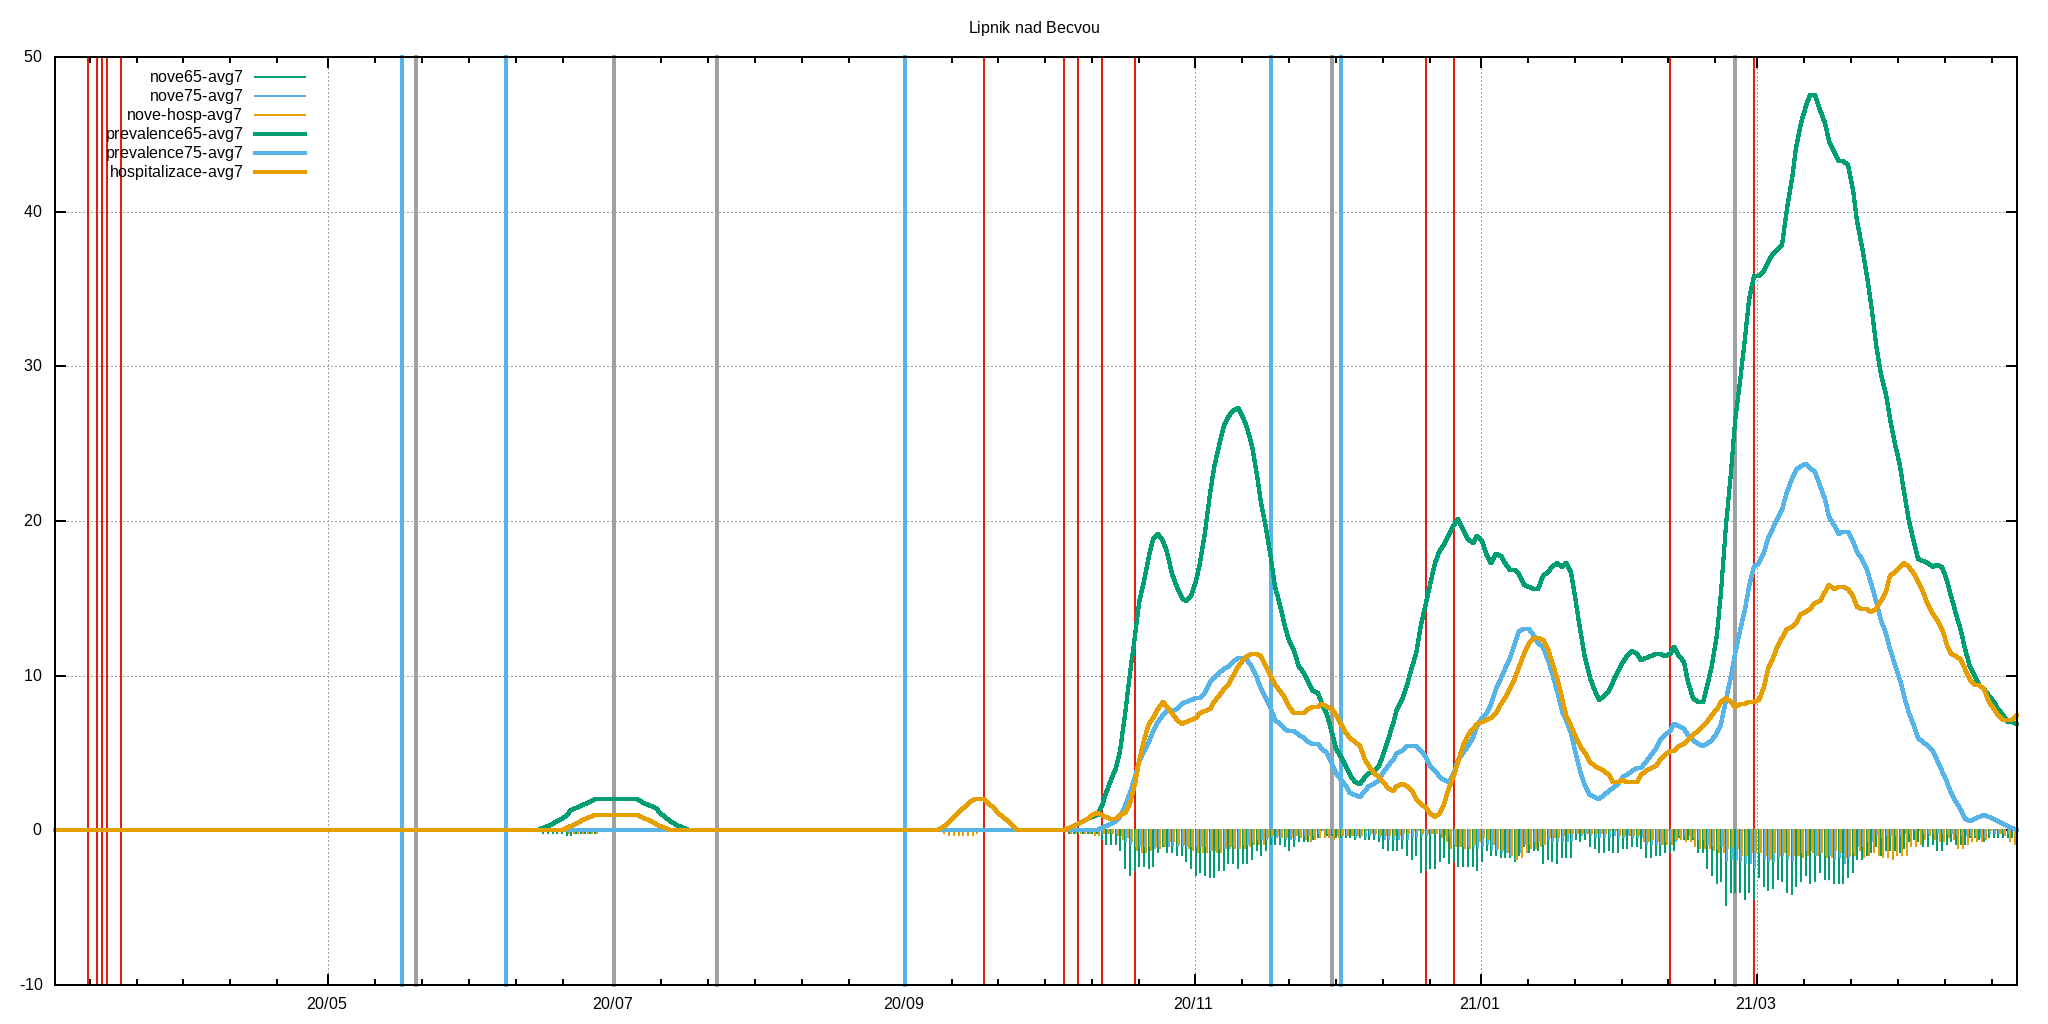 Lipnik nad Becvou
50
nove65-avg7
nove75-avg7
nove-hosp-avg7
prevalence65-avg7
prevalence75-avg7
hospitalizace-avg7
40
30
20
10
0
-10
20/05 20/07 20/09 20/11 21/01 21/03